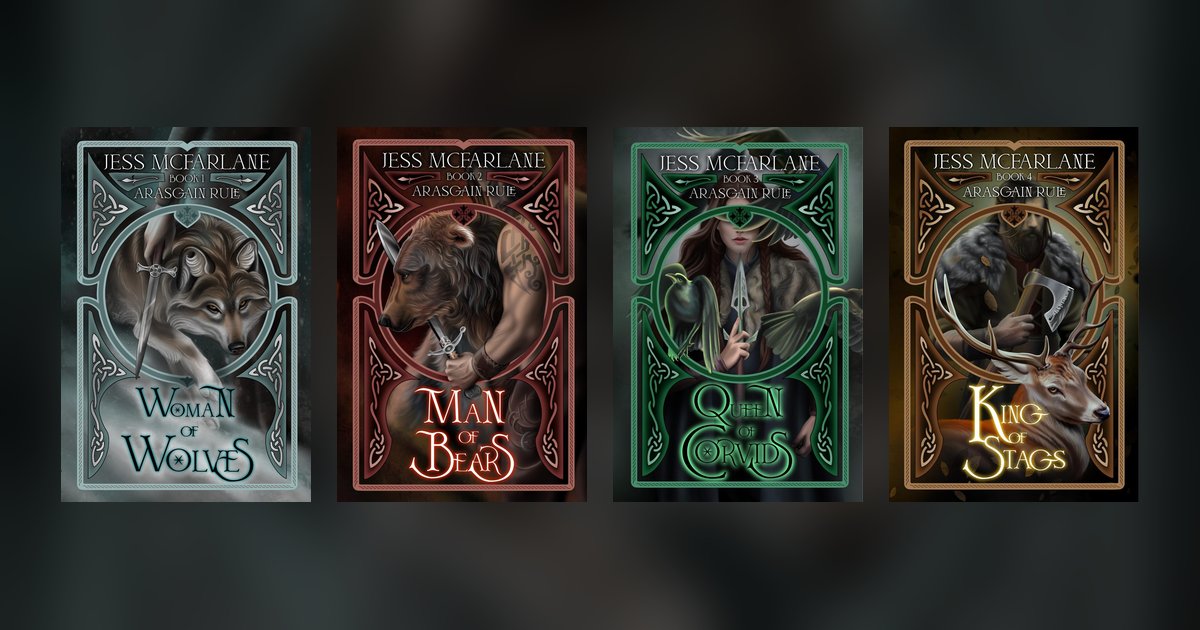 JESS MCFARLANE
BOOK 1
ARASGAIN RULE
WOMAN
OF
WOLVES
JESS MCFARLANE
BOOK 2
ARASGAIN RULE
MAN
OF
BEARS
JESS MCFARLANE
BOOK 3
ARASGAIN RULE
QUEEN
OF
CORVIDS
JESS MCFARLANE
BOOK 4
ARASGAIN RULE
KING
OF
STAGS